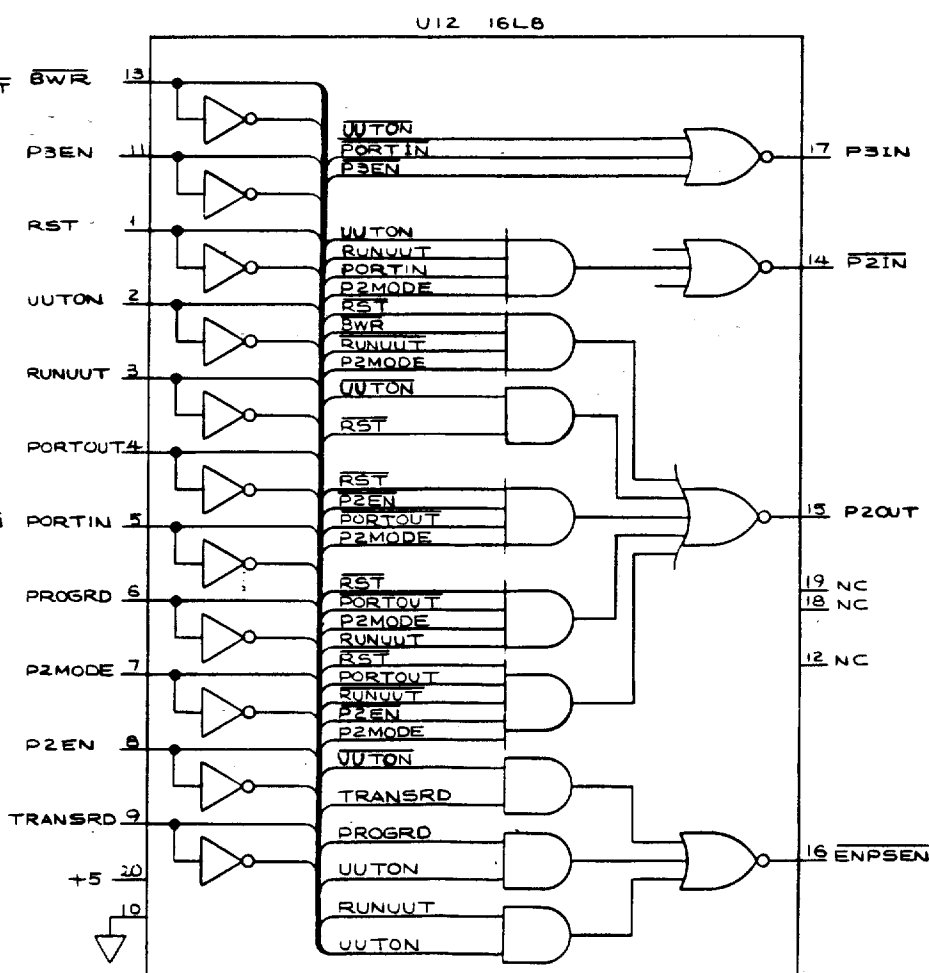 U12 16L8
BWR 13
P3EN 11
RST 1
UUTON 2
RUNUUT 3
PORTOUT 4
PORTIN 5
PROGRD 6
P2MODE 7
P2EN 8
TRANSRD 9
+5 20
10
UUTON
PORTIN
P3EN
UUTON
RUNUUT
PORTIN
P2MODE
RST
BWR
RUNUUT
P2MODE
UUTON
RST
RST
P2EN
PORTOUT
P2MODE
RST
PORTOUT
P2MODE
RUNUUT
RST
PORTOUT
RUNUUT
P2EN
P2MODE
UUTON
TRANSRD
PROGRD
UUTON
RUNUUT
UUTON
17 P3IN
14 P2IN
15 P2OUT
19 NC
18 NC
12 NC
16 ENPSEN